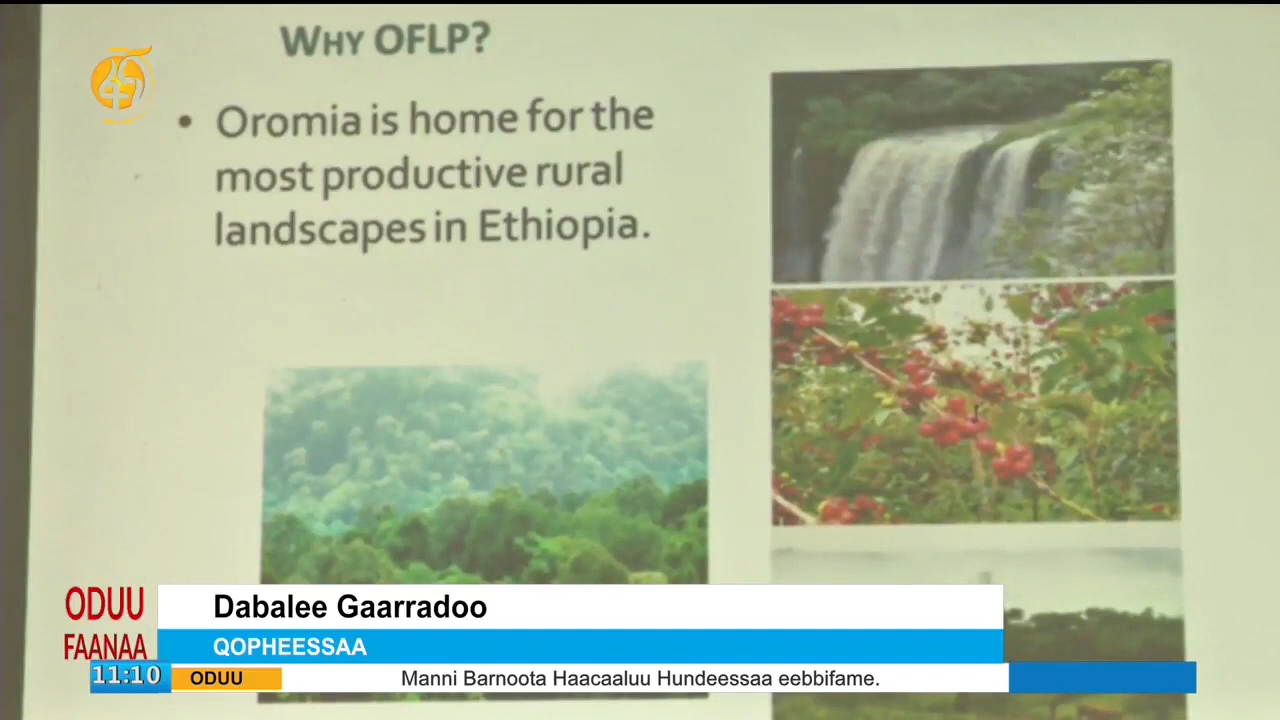 WHY OFLP?
• Oromia is home for the
most productive rural
landscapes in Ethiopia.
ODUU
FAANAA
Dabalee Gaarradoo
QOPHEESSAA
11:10
ODUU
Manni Barnoota Haacaaluu Hundeessaa eebbifame.